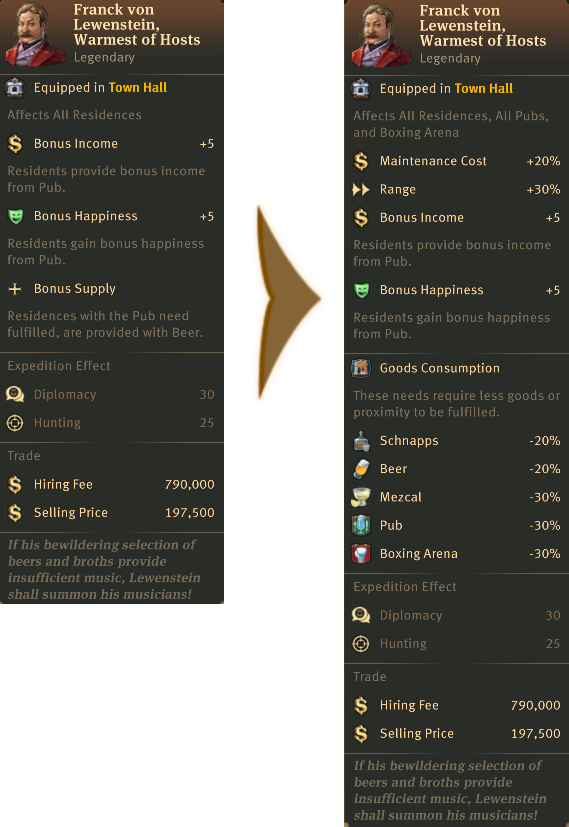 Franck von
Lewenstein,
Warmest of Hosts
Legendary
Equipped in Town Hall
Affects All Residences
Bonus Income +5
Residents provide bonus income
from Pub.
Bonus Happiness +5
Residents gain bonus happiness
from Pub.
Bonus Supply
Residences with the Pub need
fulfilled, are provided with Beer.
Expedition Effect
Diplomacy 30
Hunting 25
Trade
Hiring Fee 790,000
Selling Price 197,500
If his bewildering selection of
beers and broths provide
insufficient music, Lewenstein
shall summon his musicians!
Franck von
Lewenstein,
Warmest of Hosts
Legendary
Equipped in Town Hall
Affects All Residences, All Pubs,
and Boxing Arena
Maintenance Cost +20%
Range +30%
Bonus Income +5
Residents provide bonus income
from Pub.
Bonus Happiness +5
Residents gain bonus happiness
from Pub.
Goods Consumption
These needs require less goods or
proximity to be fulfilled.
Schnapps -20%
Beer -20%
Mezcal -30%
Pub -30%
Boxing Arena -30%
Expedition Effect
Diplomacy 30
Hunting 25
Trade
Hiring Fee 790,000
Selling Price 197,500
If his bewildering selection of
beers and broths provide
insufficient music, Lewenstein
shall summon his musicians!